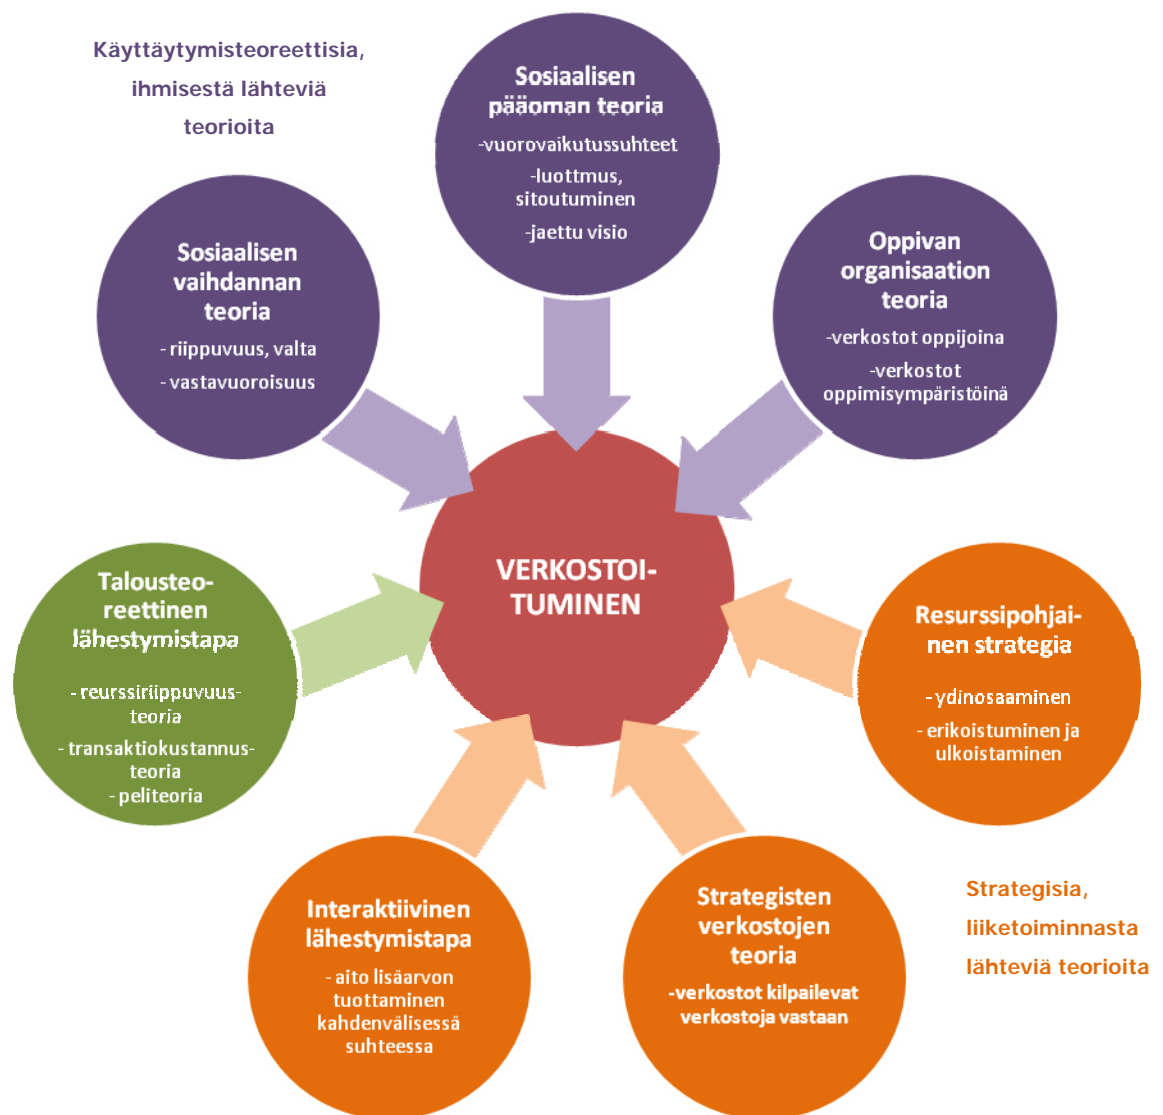 Käyttäytymisteoreettisia,
ihmisestä lähteviä
teorioita
Sosiaalisen
pääoman teoria
-vuorovaikutussuhteet
-luottmus,
sitoutuminen
-jaettu visio
Sosiaalisen
vaihdannan
teoria
- riippuvuus, valta
- vastavuoroisuus
Oppivan
organisaation
teoria
-verkostot oppijoina
-verkostot
oppimisympäristöinä
VERKOSTOI-
TUMINEN
Talousteo-
reettinen
lähestymistapa
- reurssiriippuvuus-
teoria
- transaktiokustannus-
teoria
- peliteoria
Resurssipohjai-
nen strategia
- ydinosaaminen
- erikoistuminen ja
ulkoistaminen
Interaktiivinen
lähestymistapa
- aito lisäarvon
tuottaminen
kahdenvälisessä
suhteessa
Strategisten
verkostojen
teoria
-verkostot kilpailevat
verkostoja vastaan
Strategisia,
liiketoiminnasta
lähteviä teorioita